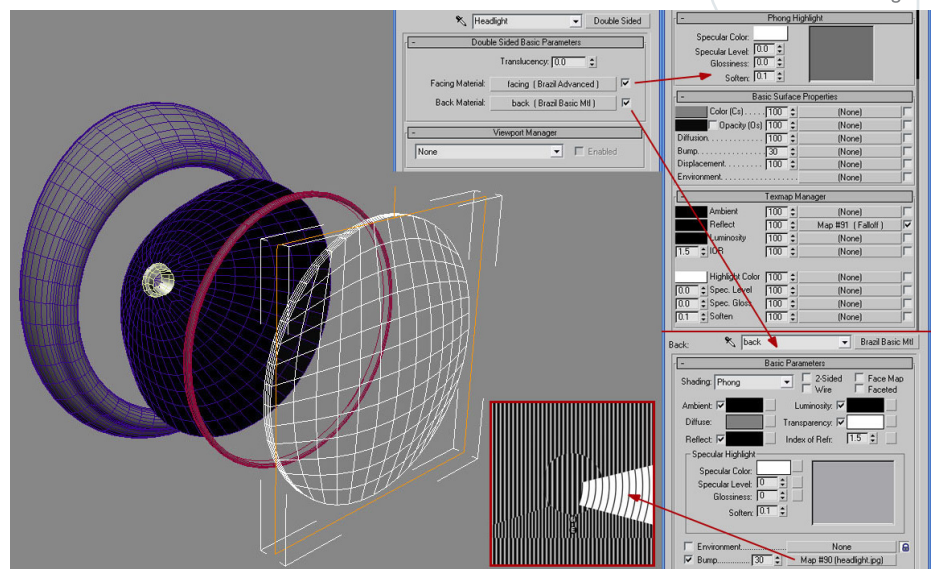 Headlight
Double Sided
Double Sided Basic Parameters
Translucency: 0.0
Facing Material: facing ( Brazil Advanced )
Back Material: back ( Brazil Basic Mtl )
Viewport Manager
None
Enabled
Phong Highlight
Specular Color:
Specular Level: 0.0
Glossiness: 0.0
Soften: 0.1
Basic Surface Properties
Color (Cs) . . . . . 100 (None)
Opacity (Os) 100 (None)
Diffusion. . . . . . . . . . . 100 (None)
Bump. . . . . . . . . . . . . 30 (None)
Displacement. . . . . . . . 100 (None)
Environment. . . . . . . . . . . . . . . . . (None)
Texmap Manager
Ambient 100 (None)
Reflect 100 Map #91 ( Falloff )
Luminosity 100 (None)
1.5 IOR 100 (None)
Highlight Color 100 (None)
0.0 Spec. Level 100 (None)
0.0 Spec. Gloss 100 (None)
0.1 Soften 100 (None)
Back: back Brazil Basic Mtl
Basic Parameters
Shading: Phong
2-Sided Face Map
Wire Faceted
Ambient: Luminosity:
Diffuse: Transparency:
Reflect: Index of Refr: 1.5
Specular Highlight
Specular Color:
Specular Level: 0
Glossiness: 0
Soften: 0.1
Environment................ None
Bump.............. 30 Map #90 (headlight.jpg)